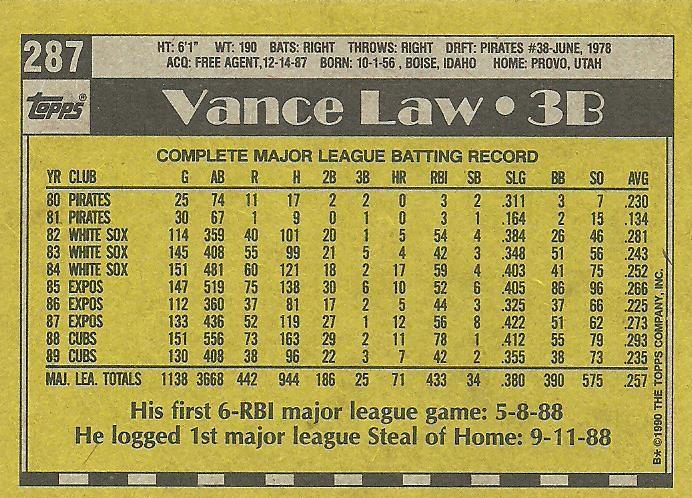 287
HT: 6'1" WT: 190 BATS: RIGHT THROWS: RIGHT DRFT: PIRATES #38-JUNE, 1978
ACQ: FREE AGENT,12-14-87 BORN: 10-1-56 , BOISE, IDAHO HOME: PROVO, UTAH
Topps®
Vance Law • 3B
COMPLETE MAJOR LEAGUE BATTING RECORD
YR CLUB G AB R H 2B 3B HR RBI SB SLG BB SO AVG
80 PIRATES 25 74 11 17 2 2 0 3 2 .311 3 7 .230
81 PIRATES 30 67 1 9 0 1 0 3 1 .164 2 15 .134
82 WHITE SOX 114 359 40 101 20 1 5 54 4 .384 26 46 .281
83 WHITE SOX 145 408 55 99 21 5 4 42 3 .348 51 56 .243
84 WHITE SOX 151 481 60 121 18 2 17 59 4 .403 41 75 .252
85 EXPOS 147 519 75 138 30 6 10 52 6 .405 86 96 .266
86 EXPOS 112 360 37 81 17 2 5 44 3 .325 37 66 .225
87 EXPOS 133 436 52 119 27 1 12 56 8 .422 51 62 .273
88 CUBS 151 556 73 163 29 2 11 78 1 .412 55 79 .293
89 CUBS 130 408 38 96 22 3 7 42 2 .355 38 73 .235
MAJ. LEA. TOTALS 1138 3668 442 944 186 25 71 433 34 .380 390 575 .257
His first 6-RBI major league game: 5-8-88
He logged 1st major league Steal of Home: 9-11-88
B* ©1990 THE TOPPS COMPANY, INC.